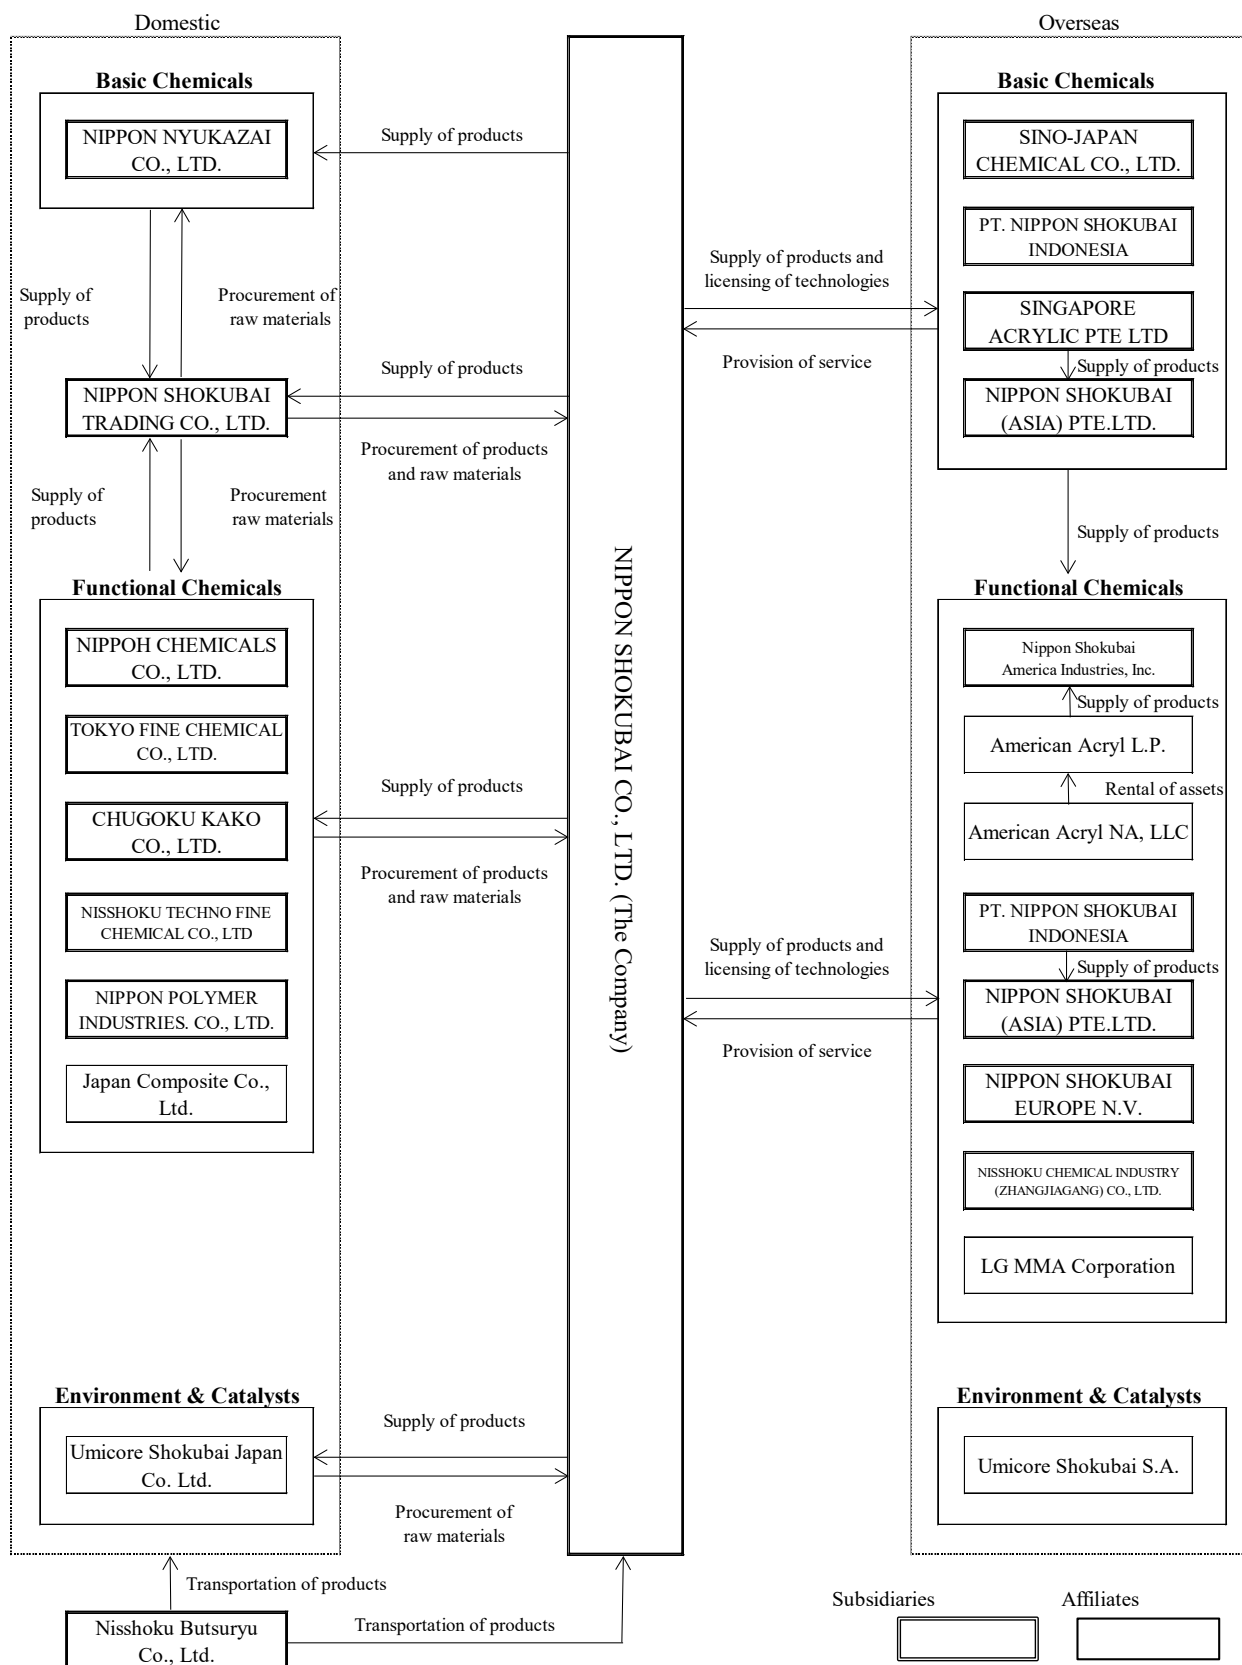 Domestic
Overseas
Basic Chemicals
NIPPON NYUKAZAI
CO., LTD.
Supply of products
Supply of
products
Procurement of
raw materials
NIPPON SHOKUBAI
TRADING CO., LTD.
Supply of products
Procurement of products
and raw materials
Supply of
products
Procurement
raw materials
Functional Chemicals
NIPPOH CHEMICALS
CO., LTD.
TOKYO FINE CHEMICAL
CO., LTD.
CHUGOKU KAKO
CO., LTD.
NISSHOKU TECHNO FINE
CHEMICAL CO., LTD
NIPPON POLYMER
INDUSTRIES. CO., LTD.
Japan Composite Co.,
Ltd.
Supply of products
Procurement of products
and raw materials
Environment & Catalysts
Umicore Shokubai Japan
Co. Ltd.
Supply of products
Procurement of
raw materials
Transportation of products
Nisshoku Butsuryu
Co., Ltd.
Transportation of products
NIPPON SHOKUBAI CO., LTD. (The Company)
Supply of products and
licensing of technologies
Provision of service
Supply of products and
licensing of technologies
Provision of service
Basic Chemicals
SINO-JAPAN
CHEMICAL CO., LTD.
PT. NIPPON SHOKUBAI
INDONESIA
SINGAPORE
ACRYLIC PTE LTD
Supply of products
NIPPON SHOKUBAI
(ASIA) PTE.LTD.
Supply of products
Functional Chemicals
Nippon Shokubai
America Industries, Inc.
Supply of products
American Acryl L.P.
Rental of assets
American Acryl NA, LLC
PT. NIPPON SHOKUBAI
INDONESIA
Supply of products
NIPPON SHOKUBAI
(ASIA) PTE.LTD.
NIPPON SHOKUBAI
EUROPE N.V.
NISSHOKU CHEMICAL INDUSTRY
(ZHANGJIAGANG) CO., LTD.
LG MMA Corporation
Environment & Catalysts
Umicore Shokubai S.A.
Subsidiaries
Affiliates